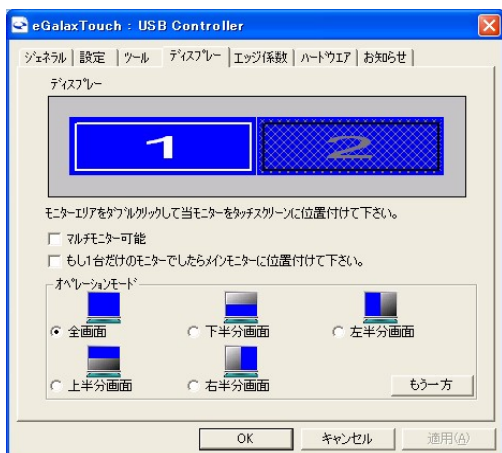 eGalaxTouch : USB Controller
ジェネラル 設定 ツール ディスプレー エッジ係数 ハードウエア お知らせ
ディスプレー
1 2
モニターエリアをダブルクリックして当モニターをタッチスクリーンに位置付けて下さい。
マルチモニター可能
もし1台だけのモニターでしたらメインモニターに位置付けて下さい。
オペレーションモード
全画面 下半分画面 左半分画面
上半分画面 右半分画面 もう一方
OK キャンセル 適用(A)